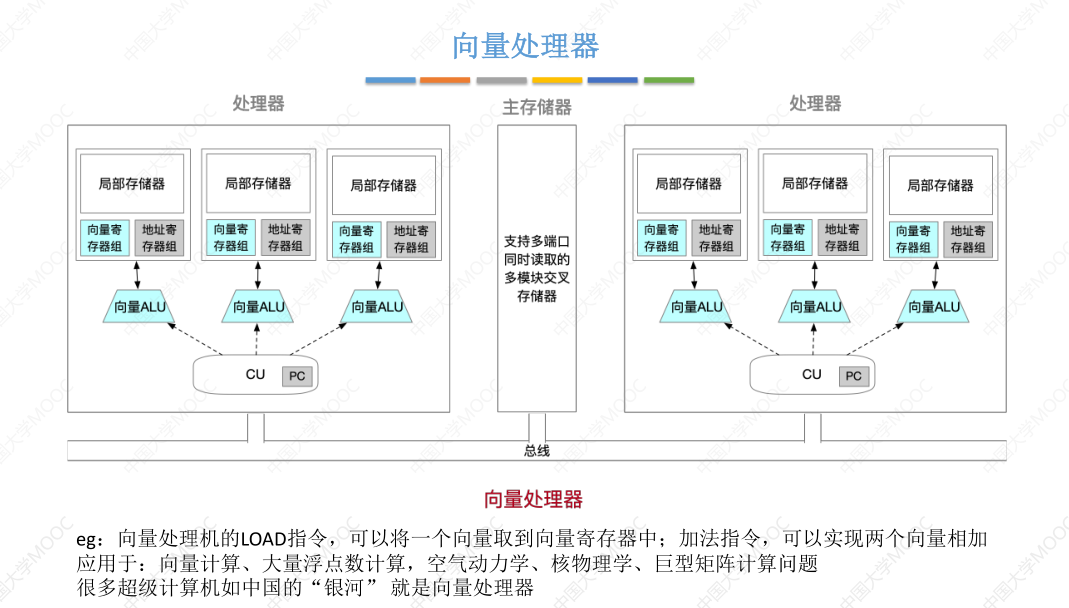 向量处理器
处理器
主存储器
处理器
局部存储器
局部存储器
局部存储器
向量寄
存器组
地址寄
存器组
向量寄
存器组
地址寄
存器组
向量寄
存器组
地址寄
存器组
向量ALU
向量ALU
向量ALU
CU
PC
支持多端口
同时读取的
多模块交叉
存储器
局部存储器
局部存储器
局部存储器
向量寄
存器组
地址寄
存器组
向量寄
存器组
地址寄
存器组
向量寄
存器组
地址寄
存器组
向量ALU
向量ALU
向量ALU
CU
PC
总线
向量处理器
eg：向量处理机的LOAD指令，可以将一个向量取到向量寄存器中；加法指令，可以实现两个向量相加
应用于：向量计算、大量浮点数计算，空气动力学、核物理学、巨型矩阵计算问题
很多超级计算机如中国的“银河” 就是向量处理器
中国大学MOOC